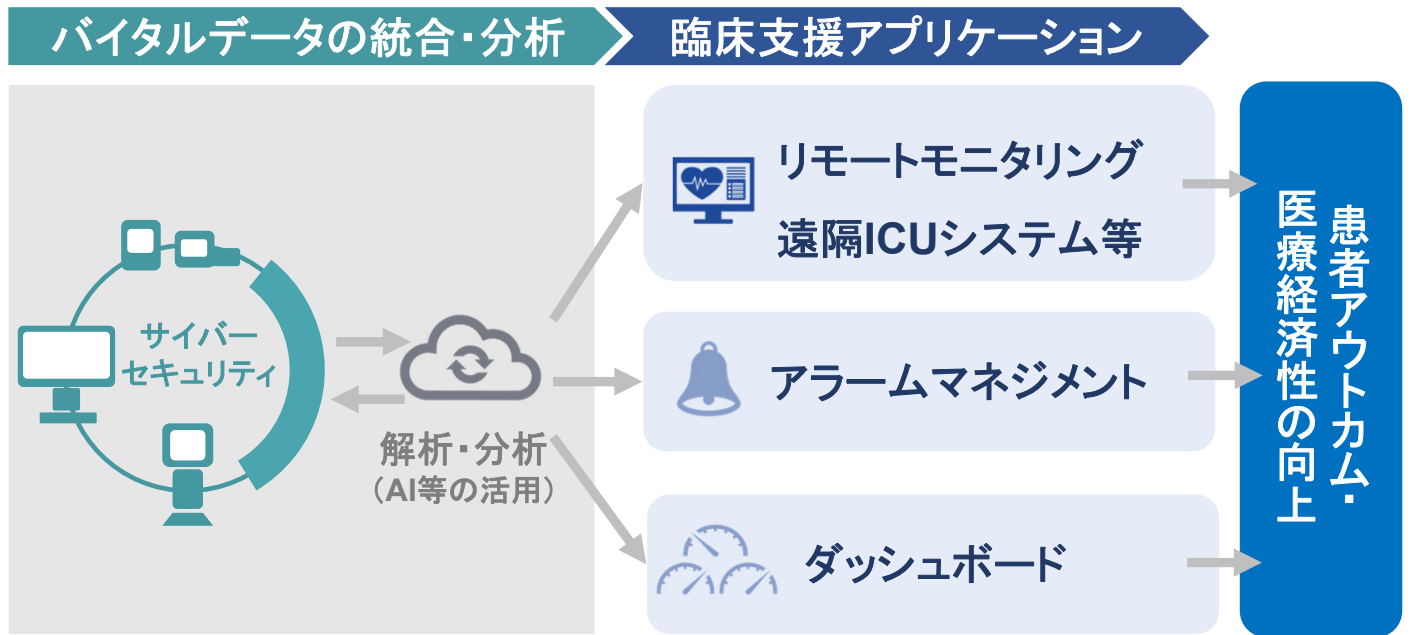 バイタルデータの統合・分析
臨床支援アプリケーション
サイバー
セキュリティ
解析・分析
（AI等の活用）
リモートモニタリング
遠隔ICUシステム等
アラームマネジメント
ダッシュボード
患者アウトカム・
医療経済性の向上